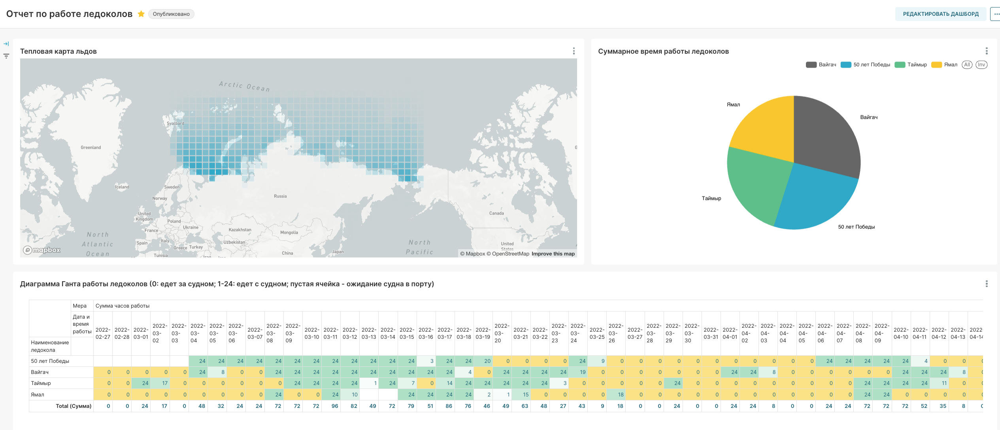 Отчет по работе ледоколов
Опубликовано
РЕДАКТИРОВАТЬ ДАШБОРД
Тепловая карта льдов
Arctic Ocean
Svalbard
Greenland
Iceland
Sweden
Norway
Russia
United
Kingdom
Poland
Ukraine
France
Kazakhstan
Mongolia
Italy
Spain
Uzbekistan
Greece
Turkey
Tunisia
China
Japan
Iran
Canada
United
States
North
Atlantic
Ocean
North
Pacific
mapbox
© Mapbox © OpenStreetMap Improve this map
Суммарное время работы ледоколов
Вайгач 50 лет Победы Таймыр Ямал All Inv
Ямал
Вайгач
Таймыр
50 лет Победы
Диаграмма Ганта работы ледоколов (0: едет за судном; 1-24: едет с судном; пустая ячейка - ожидание судна в порту)
Мера Сумма часов работы
Дата и время работы 2022-02-27 2022-02-28 2022-03-01 2022-03-02 2022-03-03 2022-03-04 2022-03-05 2022-03-06 2022-03-07 2022-03-08 2022-03-09 2022-03-10 2022-03-11 2022-03-12 2022-03-13 2022-03-14 2022-03-15 2022-03-16 2022-03-17 2022-03-18 2022-03-19 2022-03-20 2022-03-21 2022-03-22 2022-03-23 2022-03-24 2022-03-25 2022-03-26 2022-03-27 2022-03-28 2022-03-29 2022-03-30 2022-03-31 2022-04-01 2022-04-02 2022-04-03 2022-04-04 2022-04-05 2022-04-06 2022-04-07 2022-04-08 2022-04-09 2022-04-10 2022-04-11 2022-04-12 2022-04-13 2022-04-14
Наименование ледокола
50 лет Победы 24 24 24 24 24 24 24 24 24 24 24 24 3 24 24 20 0 0 0 0 24 9 0 0 0 0 0 0 0 0 0 0 0 24 24 24 24 24 4 0 0 0
Вайгач 0 0 0 0 0 24 8 0 0 24 24 24 24 24 24 24 24 24 24 4 0 24 24 24 24 19 0 0 0 0 0 0 0 24 24 8 0 0 0 0 0 0 24 24 24 8 0
Таймыр 0 0 24 17 0 0 0 0 0 0 24 24 24 24 1 24 7 0 14 24 24 24 24 24 3 0 0 0 0 0 24 0 0 0 0 0 0 0 0 0 24 24 24 24 11 0 0
Ямал 0 0 0 0 0 0 0 0 0 24 0 0 24 10 24 24 24 24 2 1 15 0 0 0 0 18 0 0 0 0 0 0 0 0 0 0 0 0 24 24 0 0 0 0 0
Total (Сумма) 0 0 24 17 0 48 32 24 24 72 72 72 96 82 49 72 79 51 86 76 46 49 63 48 27 43 9 18 0 0 24 0 0 24 24 8 0 0 24 24 72 72 72 52 35 8 0